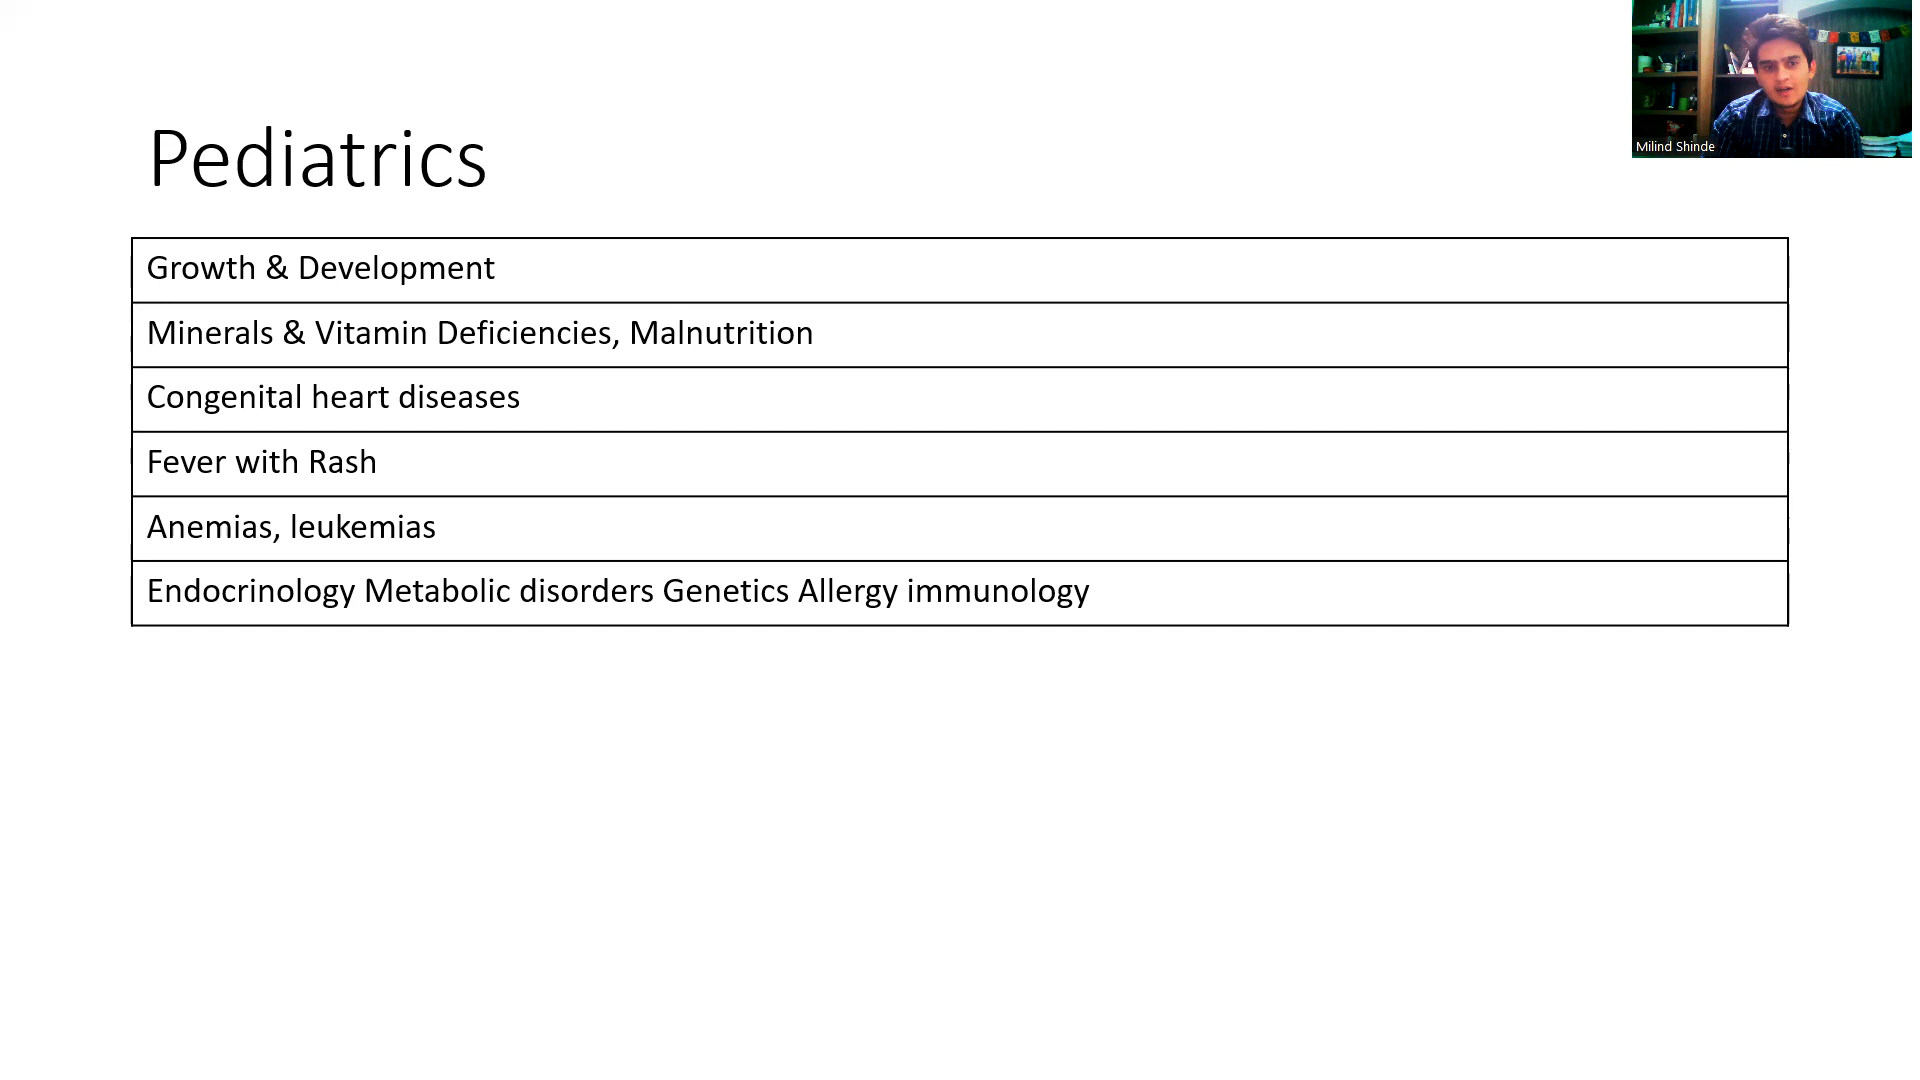 Milind Shinde
Pediatrics
Growth & Development
Minerals & Vitamin Deficiencies, Malnutrition
Congenital heart diseases
Fever with Rash
Anemias, leukemias
Endocrinology Metabolic disorders Genetics Allergy immunology